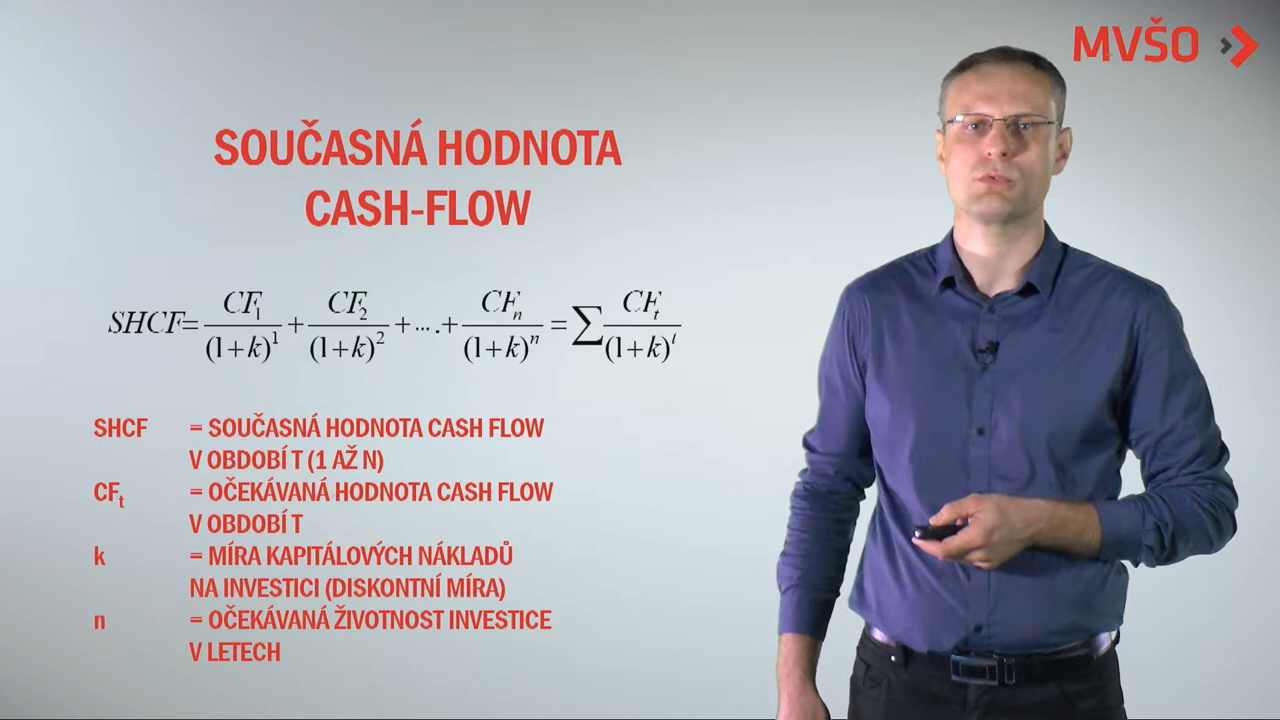 MVŠO
SOUČASNÁ HODNOTA
CASH-FLOW
SHCF= CF₁/(1+k)¹ + CF₂/(1+k)² +... .+ CFₙ/(1+k)ⁿ = ∑ CFₜ/(1+k)ᵗ
SHCF = SOUČASNÁ HODNOTA CASH FLOW
V OBDOBÍ T (1 AŽ N)
CFₜ = OČEKÁVANÁ HODNOTA CASH FLOW
V OBDOBÍ T
k = MÍRA KAPITÁLOVÝCH NÁKLADŮ
NA INVESTICI (DISKONTNÍ MÍRA)
n = OČEKÁVANÁ ŽIVOTNOST INVESTICE
V LETECH